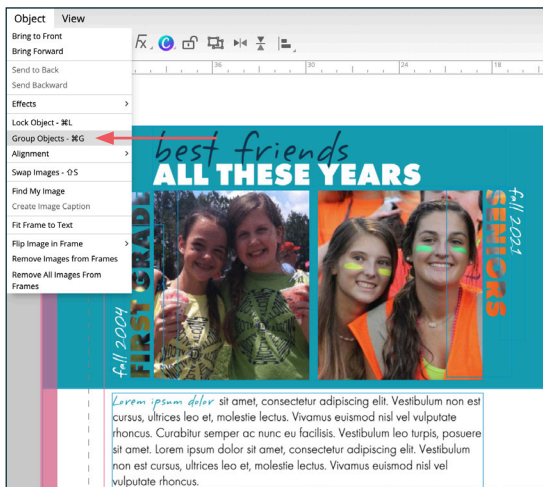 Object View
Bring to Front
Bring Forward
Send to Back
Send Backward
Effects >
Lock Object - ⌘L
Group Objects - ⌘G
Alignment >
Swap Images - ⇧S
Find My Image
Create Image Caption
Fit Frame to Text
Flip Image in Frame >
Remove Images from Frames
Remove All Images From
Frames
36 30 24 18
best friends
ALL THESE YEARS
fall 2004
FIRST GRADE
fall 2021
SENIORS
Lorem ipsum dolor sit amet, consectetur adipiscing elit. Vestibulum non est
cursus, ultrices leo et, molestie lectus. Vivamus euismod nisl vel vulputate
rhoncus. Curabitur semper ac nunc eu facilisis. Vestibulum leo turpis, posuere
sit amet. Lorem ipsum dolor sit amet, consectetur adipiscing elit. Vestibulum
non est cursus, ultrices leo et, molestie lectus. Vivamus euismod nisl vel
vulputate rhoncus.